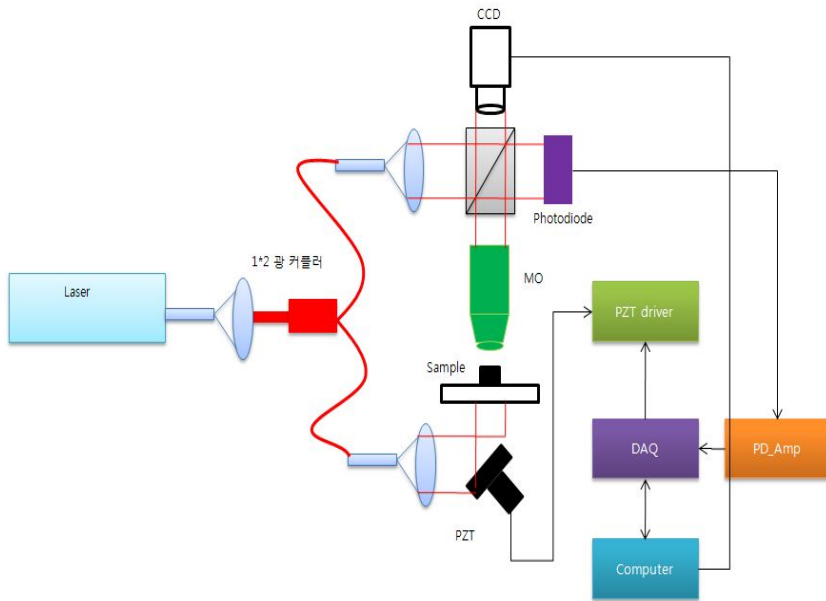 CCD
Photodiode
1*2 광 커플러
Laser
MO
PZT driver
Sample
DAQ
PD_Amp
PZT
Computer